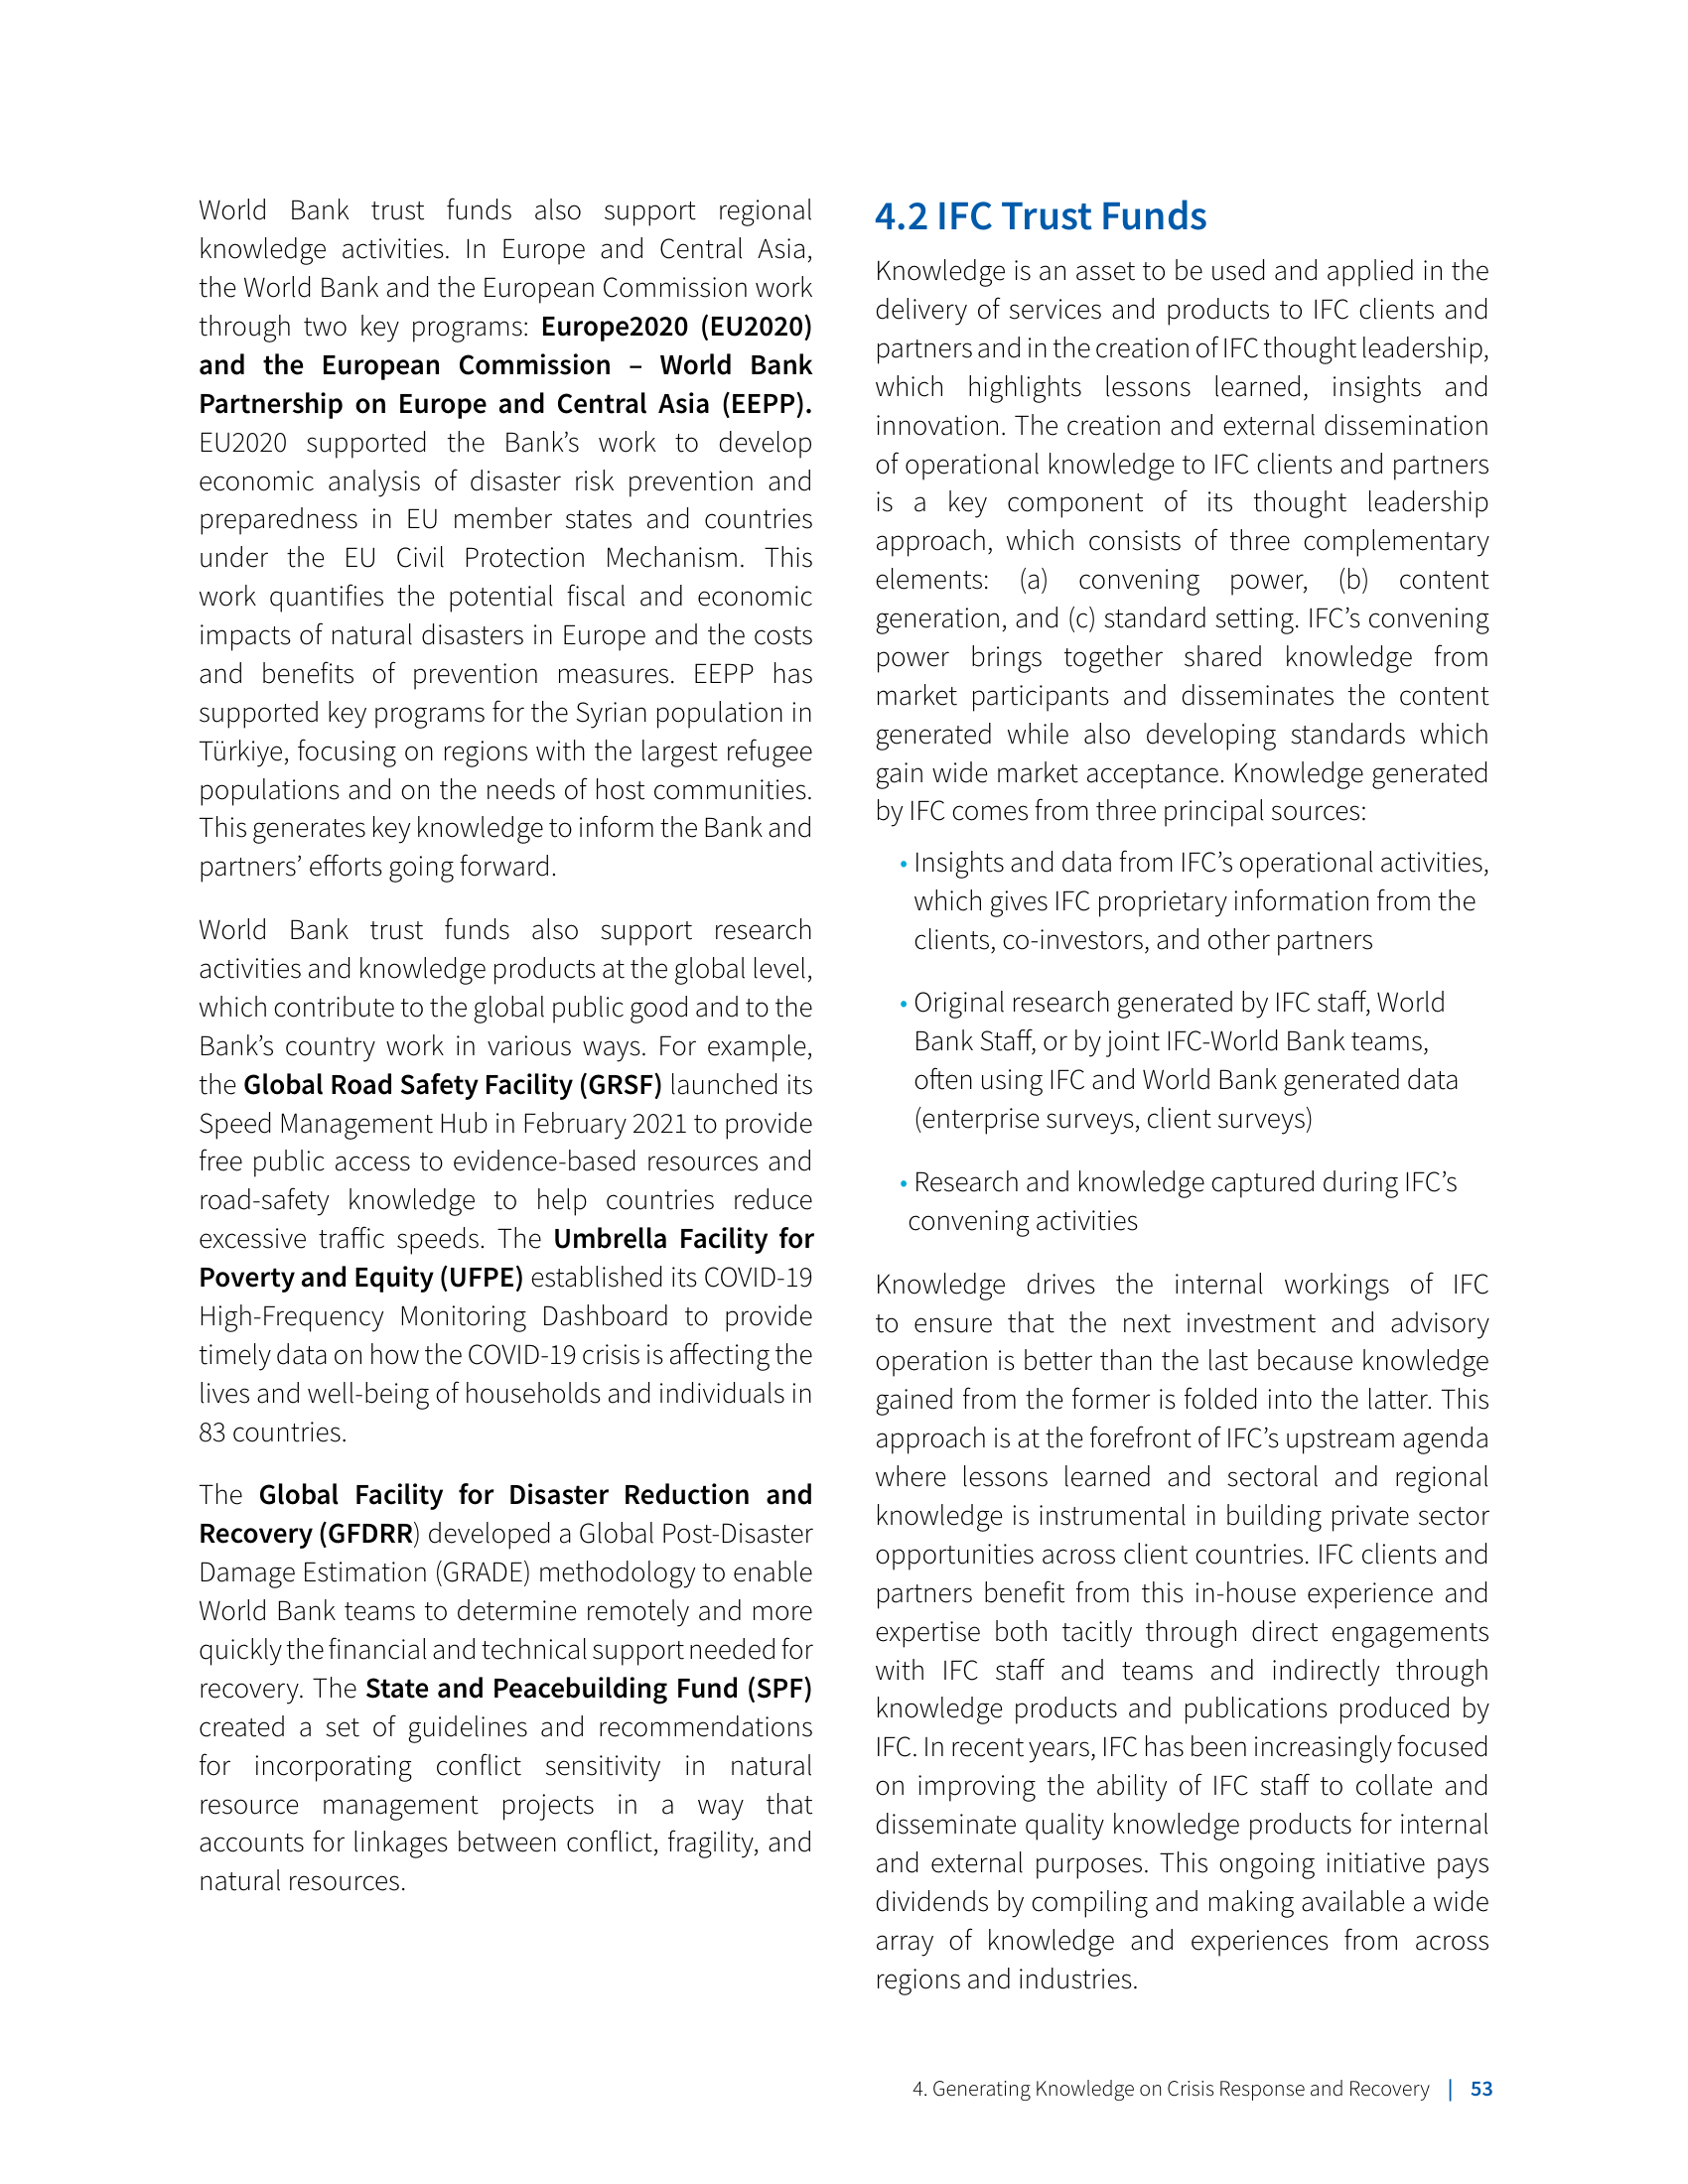 World Bank trust funds also support regional
knowledge activities. In Europe and Central Asia,
the World Bank and the European Commission work
through two key programs: Europe2020 (EU2020)
and the European Commission – World Bank
Partnership on Europe and Central Asia (EEPP).
EU2020 supported the Bank’s work to develop
economic analysis of disaster risk prevention and
preparedness in EU member states and countries
under the EU Civil Protection Mechanism. This
work quantifies the potential fiscal and economic
impacts of natural disasters in Europe and the costs
and benefits of prevention measures. EEPP has
supported key programs for the Syrian population in
Türkiye, focusing on regions with the largest refugee
populations and on the needs of host communities.
This generates key knowledge to inform the Bank and
partners’ efforts going forward.
World Bank trust funds also support research
activities and knowledge products at the global level,
which contribute to the global public good and to the
Bank’s country work in various ways. For example,
the Global Road Safety Facility (GRSF) launched its
Speed Management Hub in February 2021 to provide
free public access to evidence-based resources and
road-safety knowledge to help countries reduce
excessive traffic speeds. The Umbrella Facility for
Poverty and Equity (UFPE) established its COVID-19
High-Frequency Monitoring Dashboard to provide
timely data on how the COVID-19 crisis is affecting the
lives and well-being of households and individuals in
83 countries.
The Global Facility for Disaster Reduction and
Recovery (GFDRR) developed a Global Post-Disaster
Damage Estimation (GRADE) methodology to enable
World Bank teams to determine remotely and more
quickly the financial and technical support needed for
recovery. The State and Peacebuilding Fund (SPF)
created a set of guidelines and recommendations
for incorporating conflict sensitivity in natural
resource management projects in a way that
accounts for linkages between conflict, fragility, and
natural resources.
4.2 IFC Trust Funds
Knowledge is an asset to be used and applied in the
delivery of services and products to IFC clients and
partners and in the creation of IFC thought leadership,
which highlights lessons learned, insights and
innovation. The creation and external dissemination
of operational knowledge to IFC clients and partners
is a key component of its thought leadership
approach, which consists of three complementary
elements: (a) convening power, (b) content
generation, and (c) standard setting. IFC’s convening
power brings together shared knowledge from
market participants and disseminates the content
generated while also developing standards which
gain wide market acceptance. Knowledge generated
by IFC comes from three principal sources:
• Insights and data from IFC’s operational activities,
which gives IFC proprietary information from the
clients, co-investors, and other partners
• Original research generated by IFC staff, World
Bank Staff, or by joint IFC-World Bank teams,
often using IFC and World Bank generated data
(enterprise surveys, client surveys)
• Research and knowledge captured during IFC’s
convening activities
Knowledge drives the internal workings of IFC
to ensure that the next investment and advisory
operation is better than the last because knowledge
gained from the former is folded into the latter. This
approach is at the forefront of IFC’s upstream agenda
where lessons learned and sectoral and regional
knowledge is instrumental in building private sector
opportunities across client countries. IFC clients and
partners benefit from this in-house experience and
expertise both tacitly through direct engagements
with IFC staff and teams and indirectly through
knowledge products and publications produced by
IFC. In recent years, IFC has been increasingly focused
on improving the ability of IFC staff to collate and
disseminate quality knowledge products for internal
and external purposes. This ongoing initiative pays
dividends by compiling and making available a wide
array of knowledge and experiences from across
regions and industries.
4. Generating Knowledge on Crisis Response and Recovery | 53